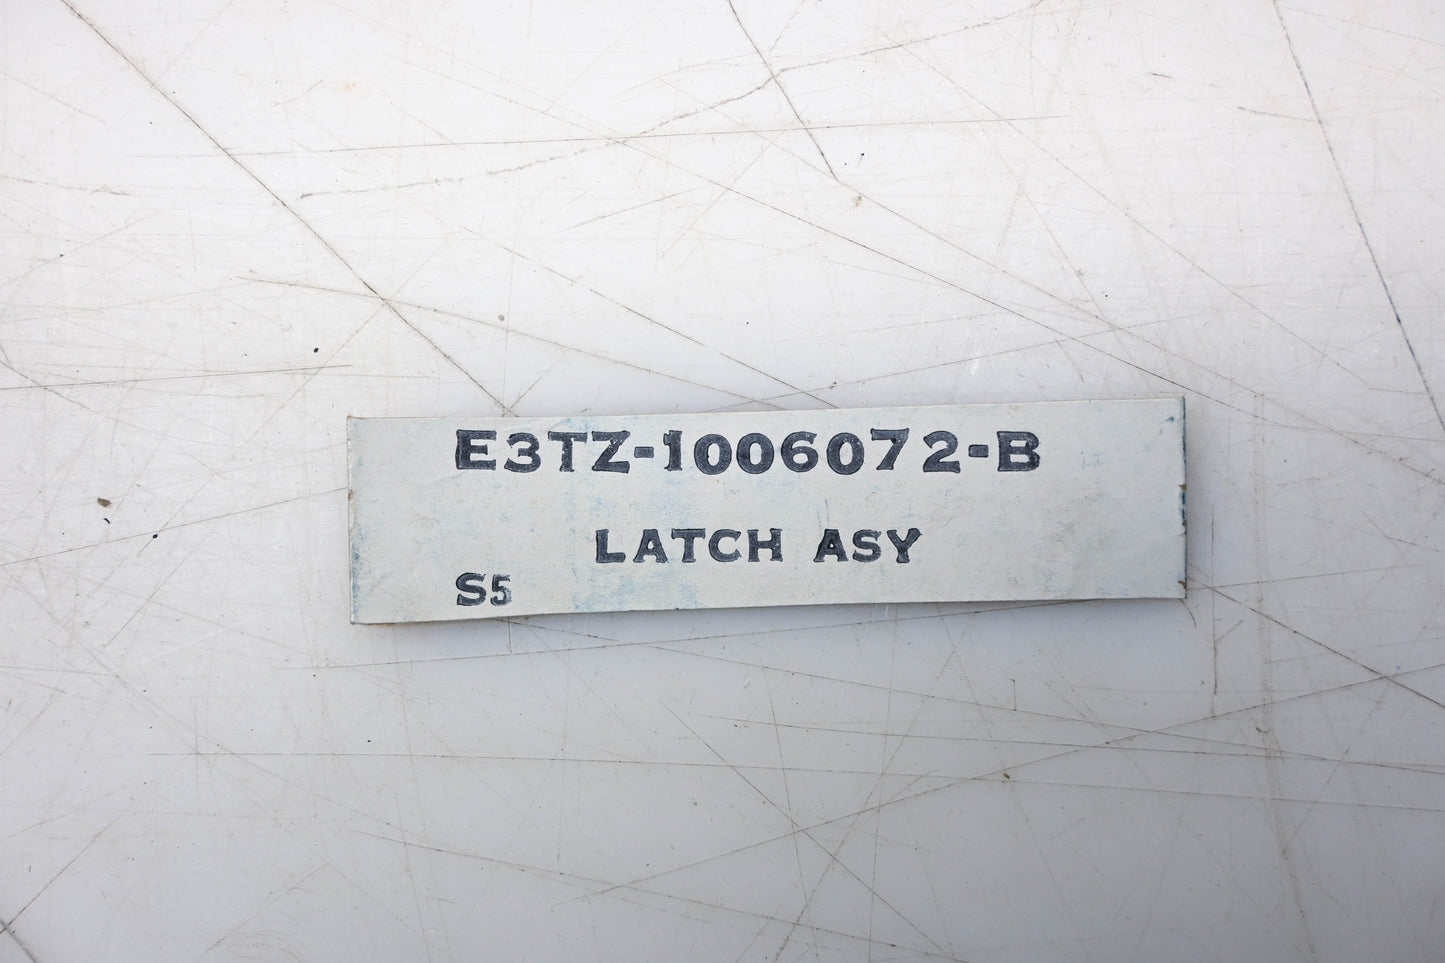 E3TZ-1006072-B
LATCH ASY
S5